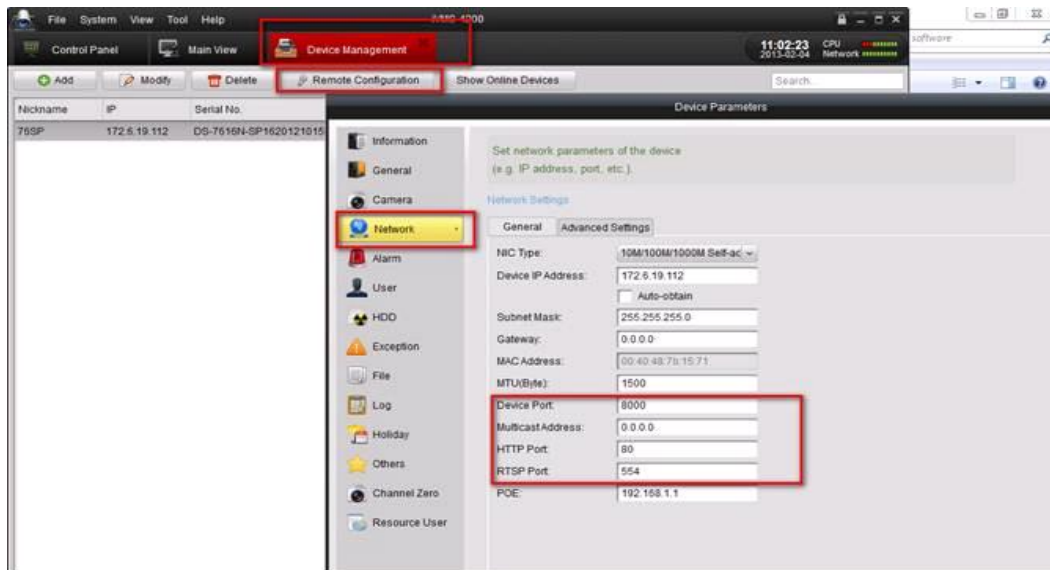 File System View Tool Help iVMS-4000
Control Panel Main View Device Management 11:02:23 CPU
2013-02-04 Network
software
Add Modify Delete Remote Configuration Show Online Devices Search
Nickname IP Serial No. Device Parameters
76SP 172.6.19.112 DS-7616N-SP1620121015
Information
General
Camera
Network
Alarm
User
HDD
Exception
File
Log
Holiday
Others
Channel Zero
Resource User
Set network parameters of the device
(e.g. IP address, port, etc.).
Network Settings
General Advanced Settings
NIC Type: 10M/100M/1000M Self-ac
Device IP Address: 172.6.19.112
Auto-obtain
Subnet Mask: 255.255.255.0
Gateway: 0.0.0.0
MAC Address: 00:40:48:7b:15:71
MTU(Byte): 1500
Device Port: 8000
Multicast Address: 0.0.0.0
HTTP Port: 80
RTSP Port: 554
POE: 192.168.1.1